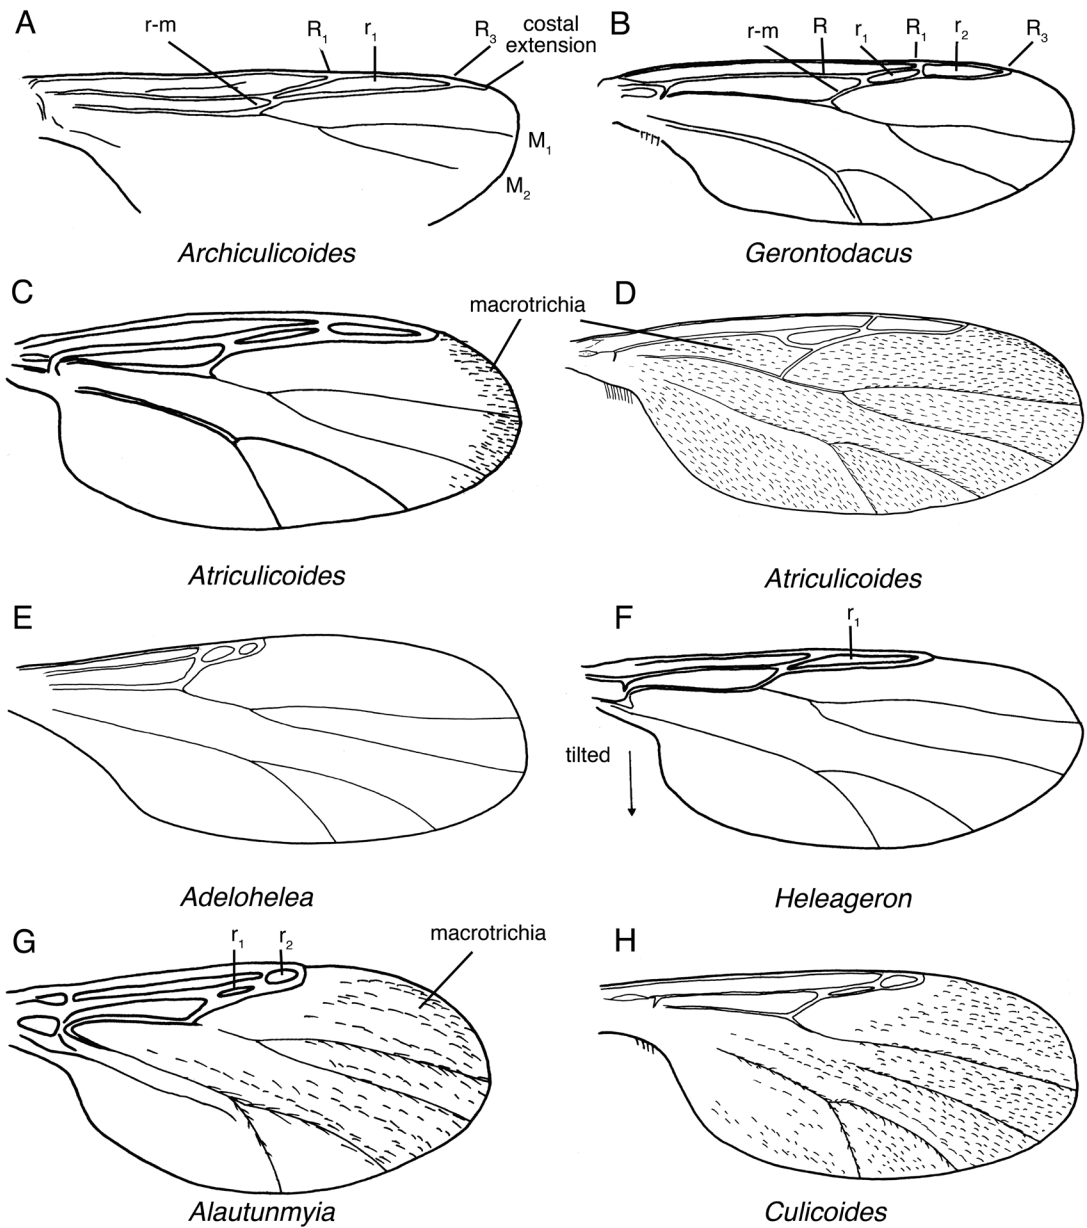 A
r-m
R1
r1
R3
costal
extension
M1
M2
Archiculicoides
B
r-m
R
r1
R1
r2
R3
Gerontodacus
C
macrotrichia
D
Atriculicoides
Atriculicoides
E
Adelohelea
F
r1
tilted
Heleageron
G
r1
r2
macrotrichia
Alautunmyia
H
Culicoides